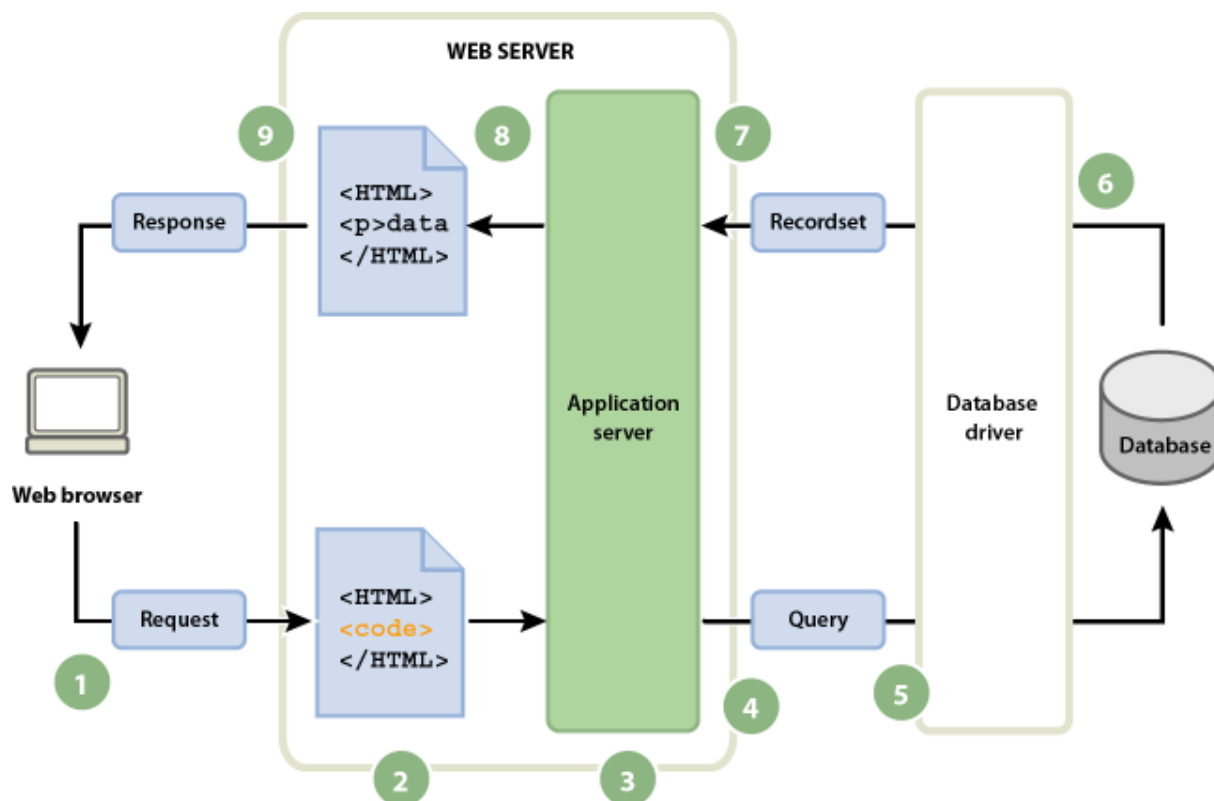 WEB SERVER
9
8
7
6
<HTML>
<p>data
</HTML>
Response
Recordset
Application
server
Database
driver
Database
Web browser
<HTML>
<code>
</HTML>
Request
Query
1
2
3
4
5